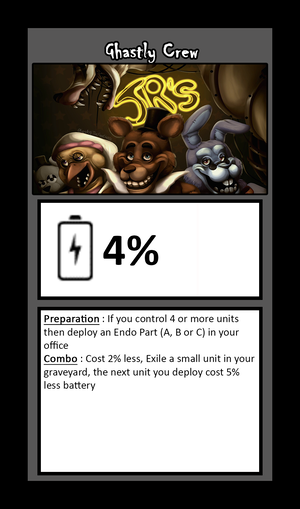 Ghastly Crew
JR'S
4%
Preparation : If you control 4 or more units
then deploy an Endo Part (A, B or C) in your
office
Combo : Cost 2% less, Exile a small unit in your
graveyard, the next unit you deploy cost 5%
less battery